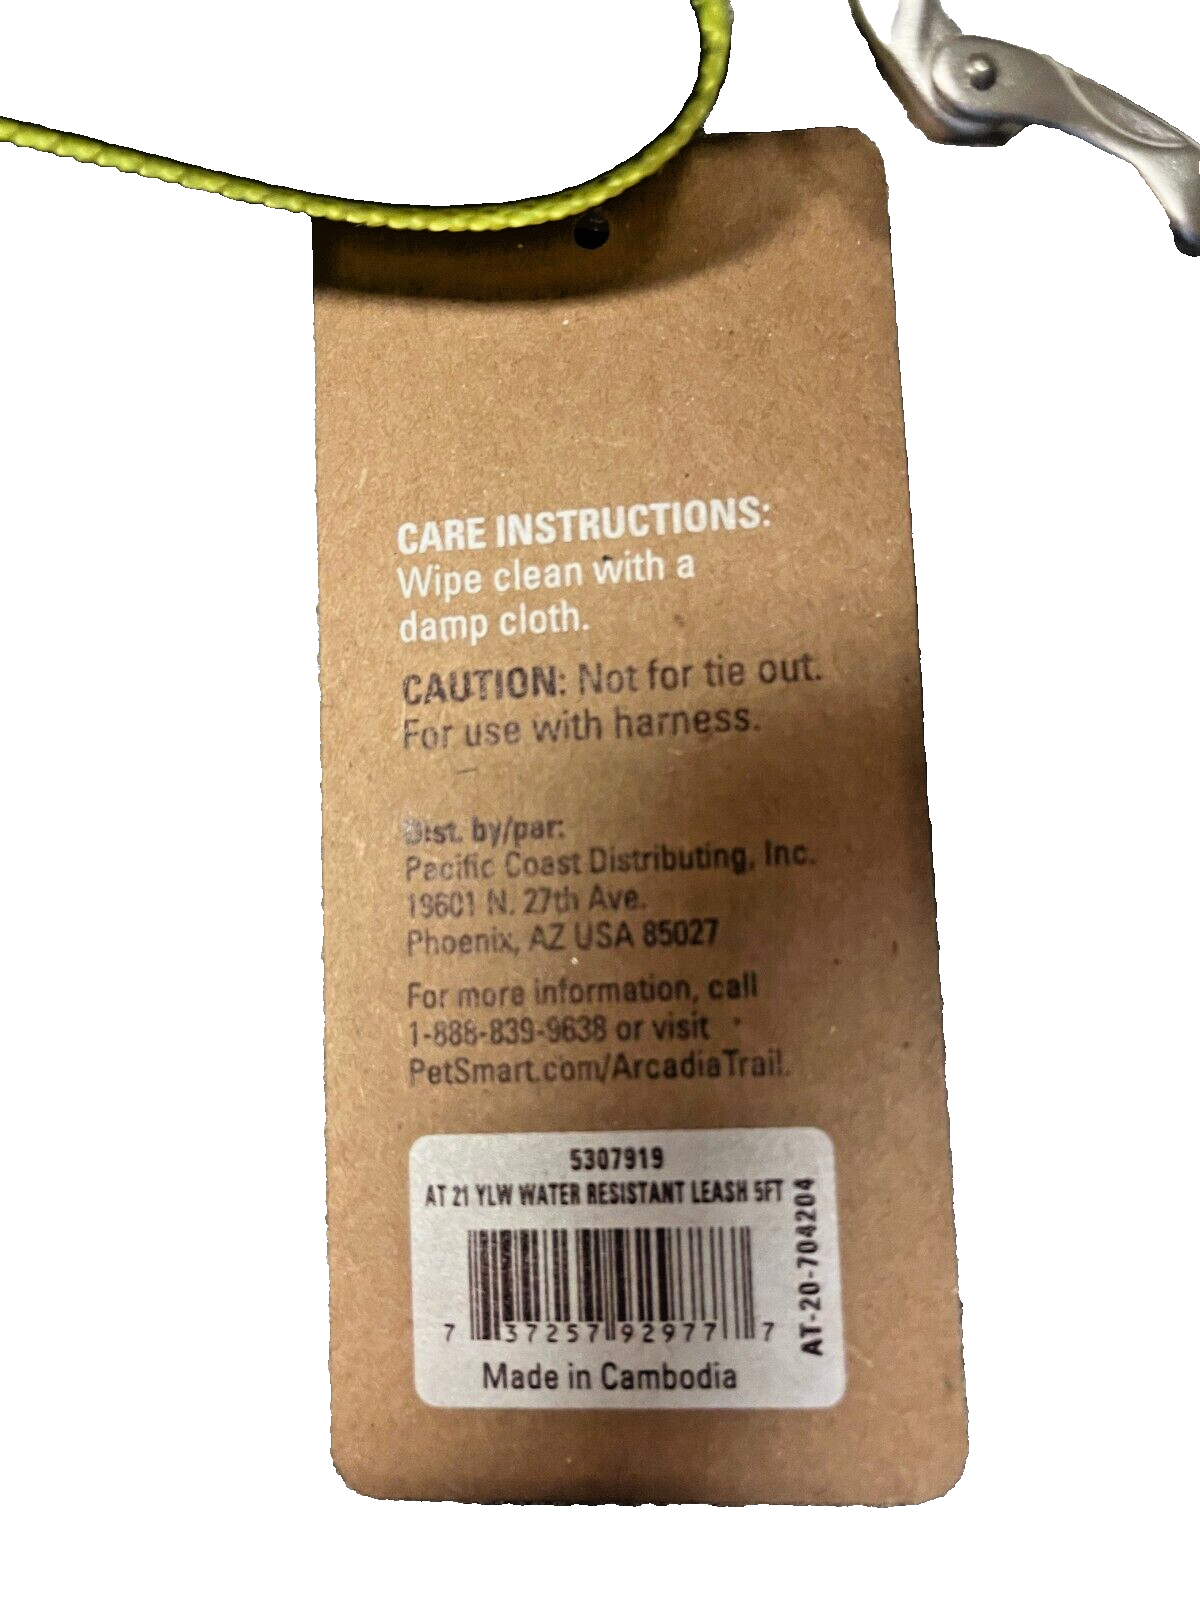 CARE INSTRUCTIONS:
Wipe clean with a
damp cloth.
CAUTION: Not for tie out.
For use with harness.
Dist. by/par:
Pacific Coast Distributing, Inc.
19601 N. 27th Ave.
Phoenix, AZ USA 85027
For more information, call
1-888-839-9638 or visit
PetSmart.com/ArcadiaTrail.
5307919
AT 21 YLW WATER RESISTANT LEASH 5FT
7 37257 92977 7
Made in Cambodia
AT-20-704204